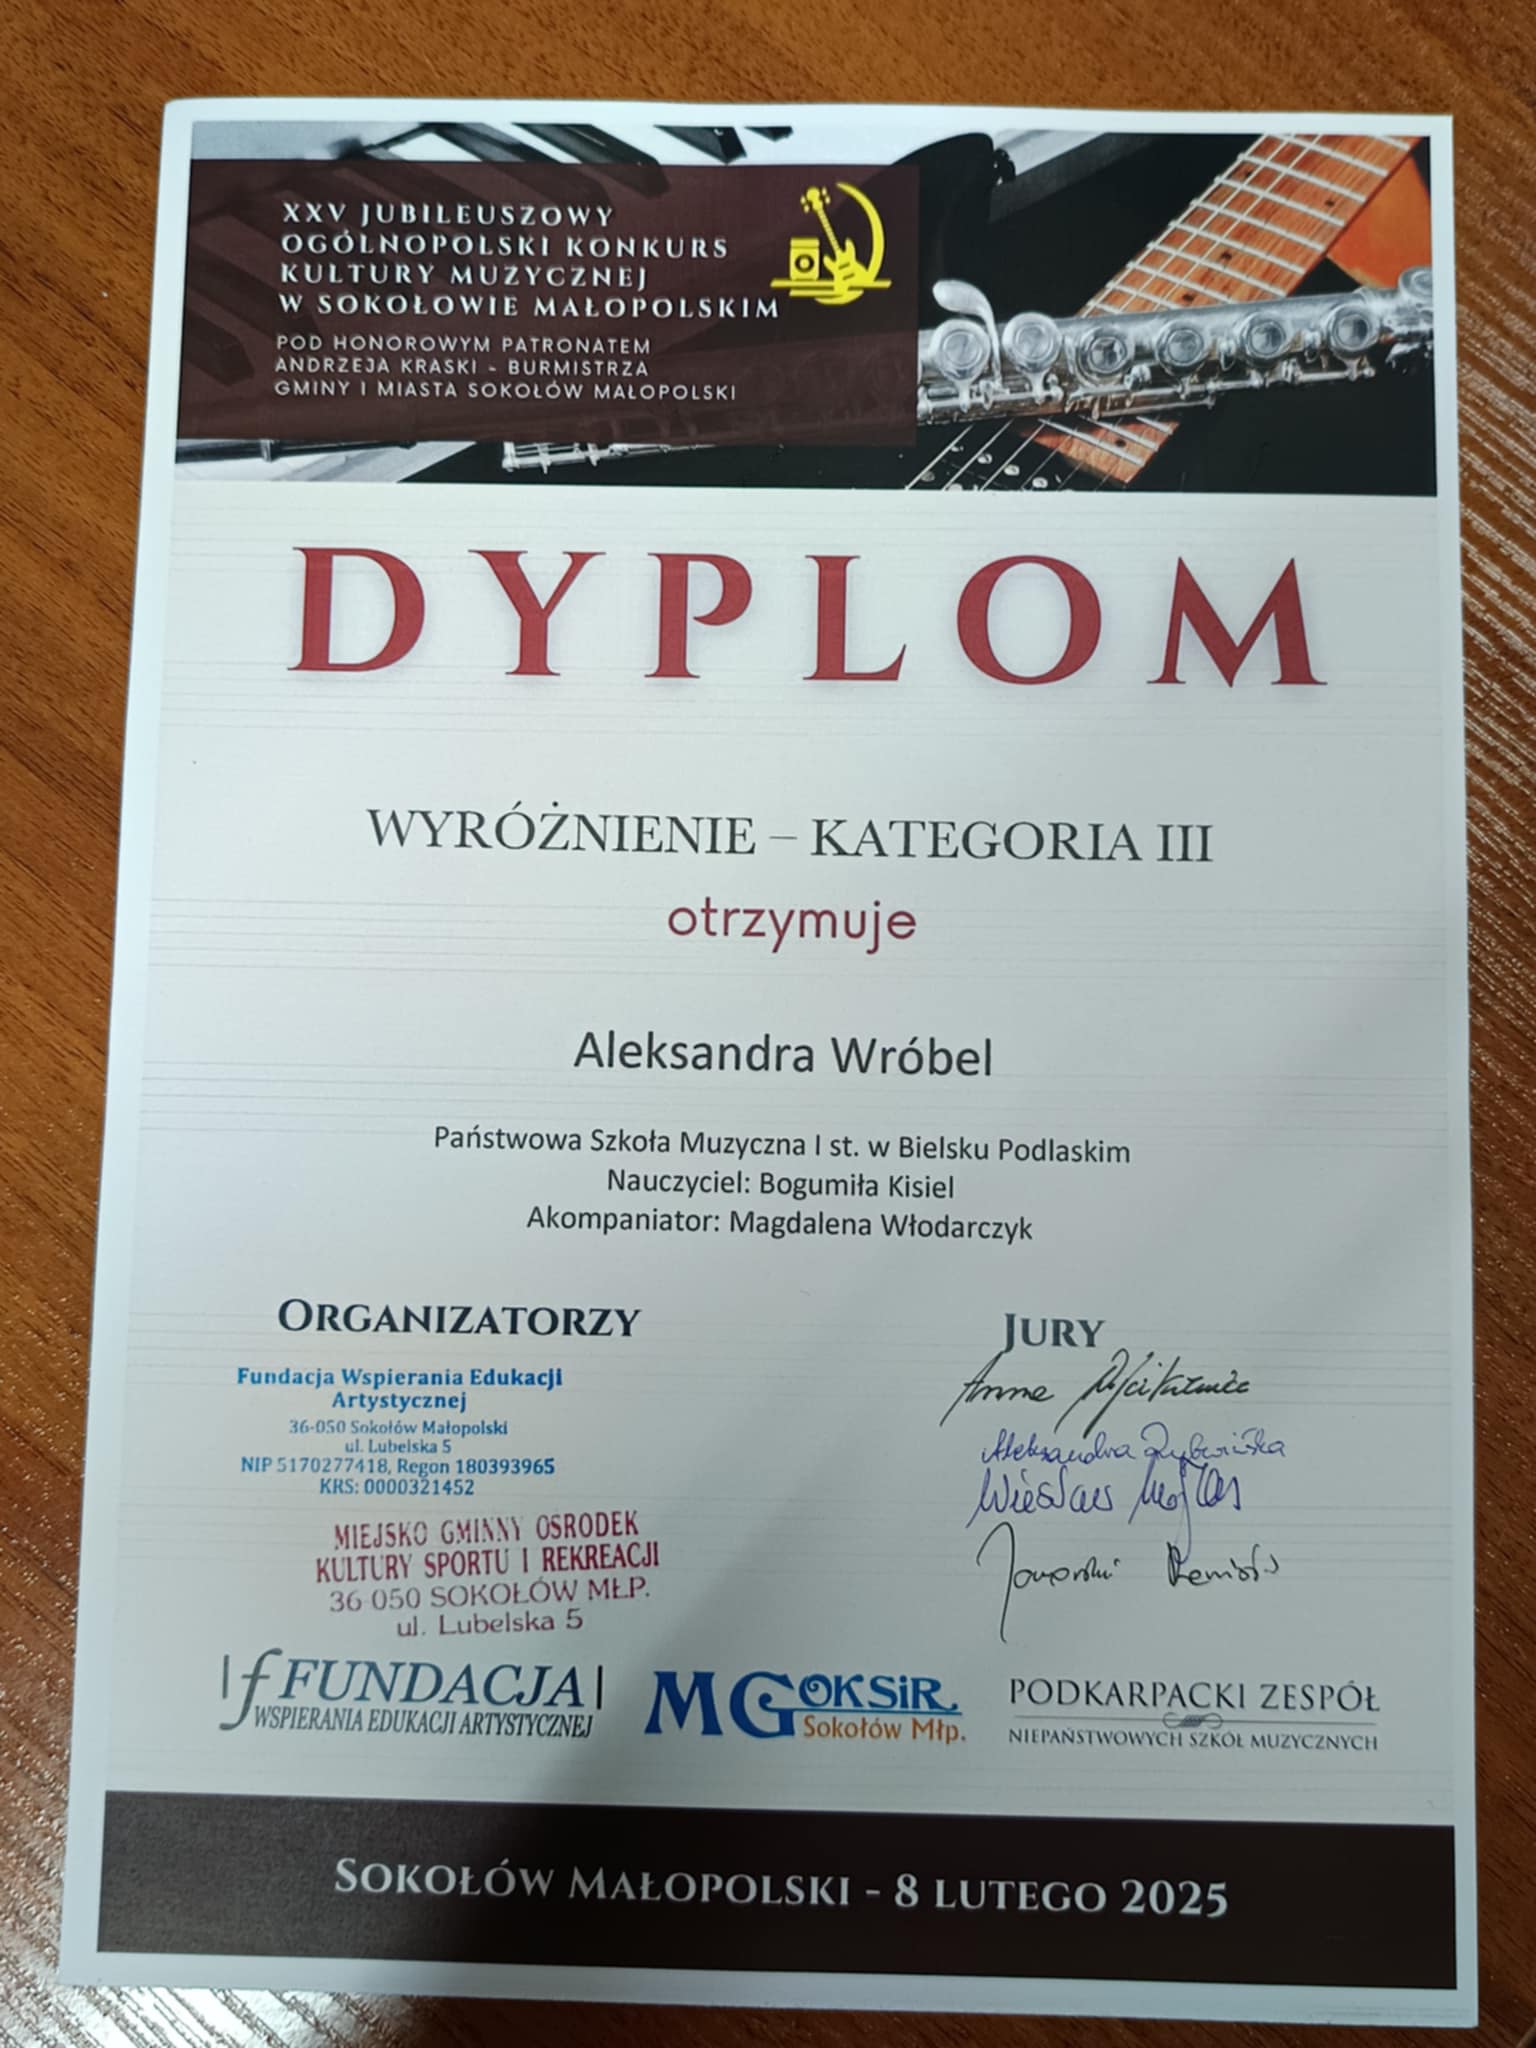 XXV JUBILEUSZOWY
OGÓLNOPOLSKI KONKURS
KULTURY MUZYCZNEJ
W SOKOŁOWIE MAŁOPOLSKIM
POD HONOROWYM PATRONATEM
ANDRZEJA KRASKI - BURMISTRZA
GMINY I MIASTA SOKOŁÓW MAŁOPOLSKI
DYPLOM
WYRÓŻNIENIE – KATEGORIA III
otrzymuje
Aleksandra Wróbel
Państwowa Szkoła Muzyczna I st. w Bielsku Podlaskim
Nauczyciel: Bogumiła Kisiel
Akompaniator: Magdalena Włodarczyk
ORGANIZATORZY
Fundacja Wspierania Edukacji
Artystycznej
36-050 Sokołów Małopolski
ul. Lubelska 5
NIP 5170277418, Regon 180393965
KRS: 0000321452
MIEJSKO GMINNY OŚRODEK
KULTURY SPORTU I REKREACJI
36-050 SOKOŁÓW MŁP.
ul. Lubelska 5
JURY
Anna
Aleksandra
Wiesław
f FUNDACJA
WSPIERANIA EDUKACJI ARTYSTYCZNEJ
MGOKSiR
Sokołów Młp.
PODKARPACKI ZESPÓŁ
NIEPAŃSTWOWYCH SZKÓŁ MUZYCZNYCH
SOKOŁÓW MAŁOPOLSKI - 8 LUTEGO 2025